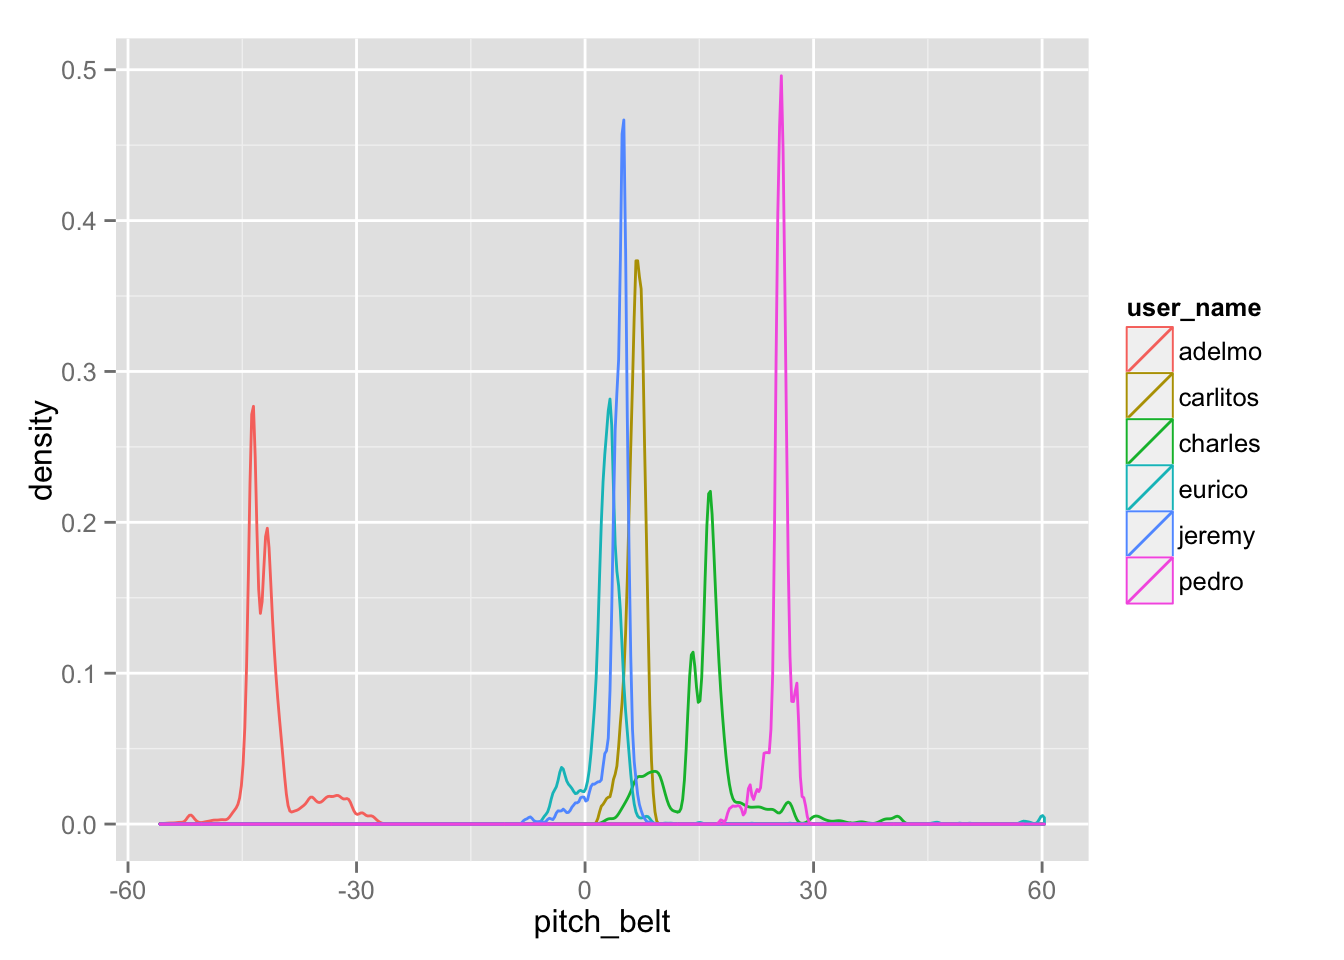 0.5
0.4
0.3
0.2
0.1
0.0
density
-60
-30
0
30
60
pitch_belt
user_name
adelmo
carlitos
charles
eurico
jeremy
pedro